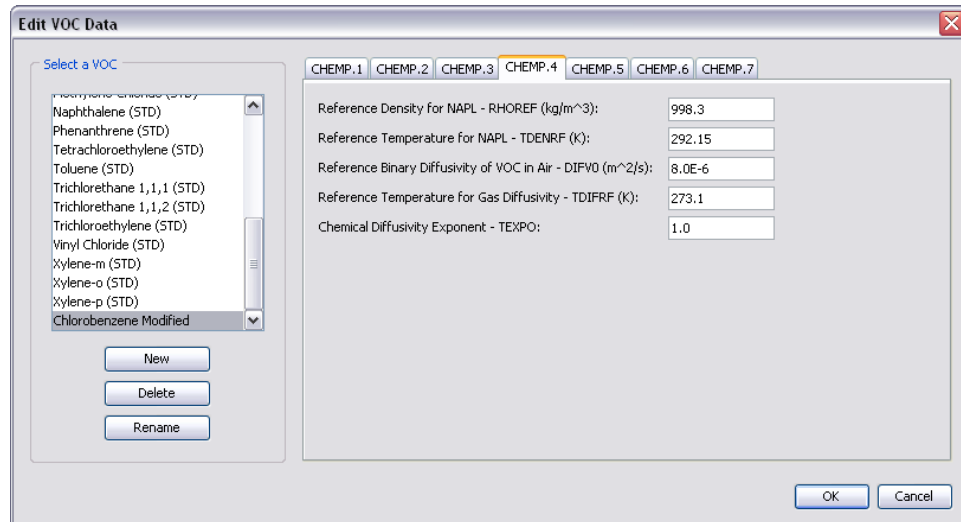 Edit VOC Data
Select a VOC
Naphthalene (STD)
Phenanthrene (STD)
Tetrachloroethylene (STD)
Toluene (STD)
Trichlorethane 1,1,1 (STD)
Trichlorethane 1,1,2 (STD)
Trichloroethylene (STD)
Vinyl Chloride (STD)
Xylene-m (STD)
Xylene-o (STD)
Xylene-p (STD)
Chlorobenzene Modified
New
Delete
Rename
CHEMP.1 CHEMP.2 CHEMP.3 CHEMP.4 CHEMP.5 CHEMP.6 CHEMP.7
Reference Density for NAPL - RHOREF (kg/m^3): 998.3
Reference Temperature for NAPL - TDENRF (K): 292.15
Reference Binary Diffusivity of VOC in Air - DIFV0 (m^2/s): 8.0E-6
Reference Temperature for Gas Diffusivity - TDIFRF (K): 273.1
Chemical Diffusivity Exponent - TEXPO: 1.0
OK Cancel